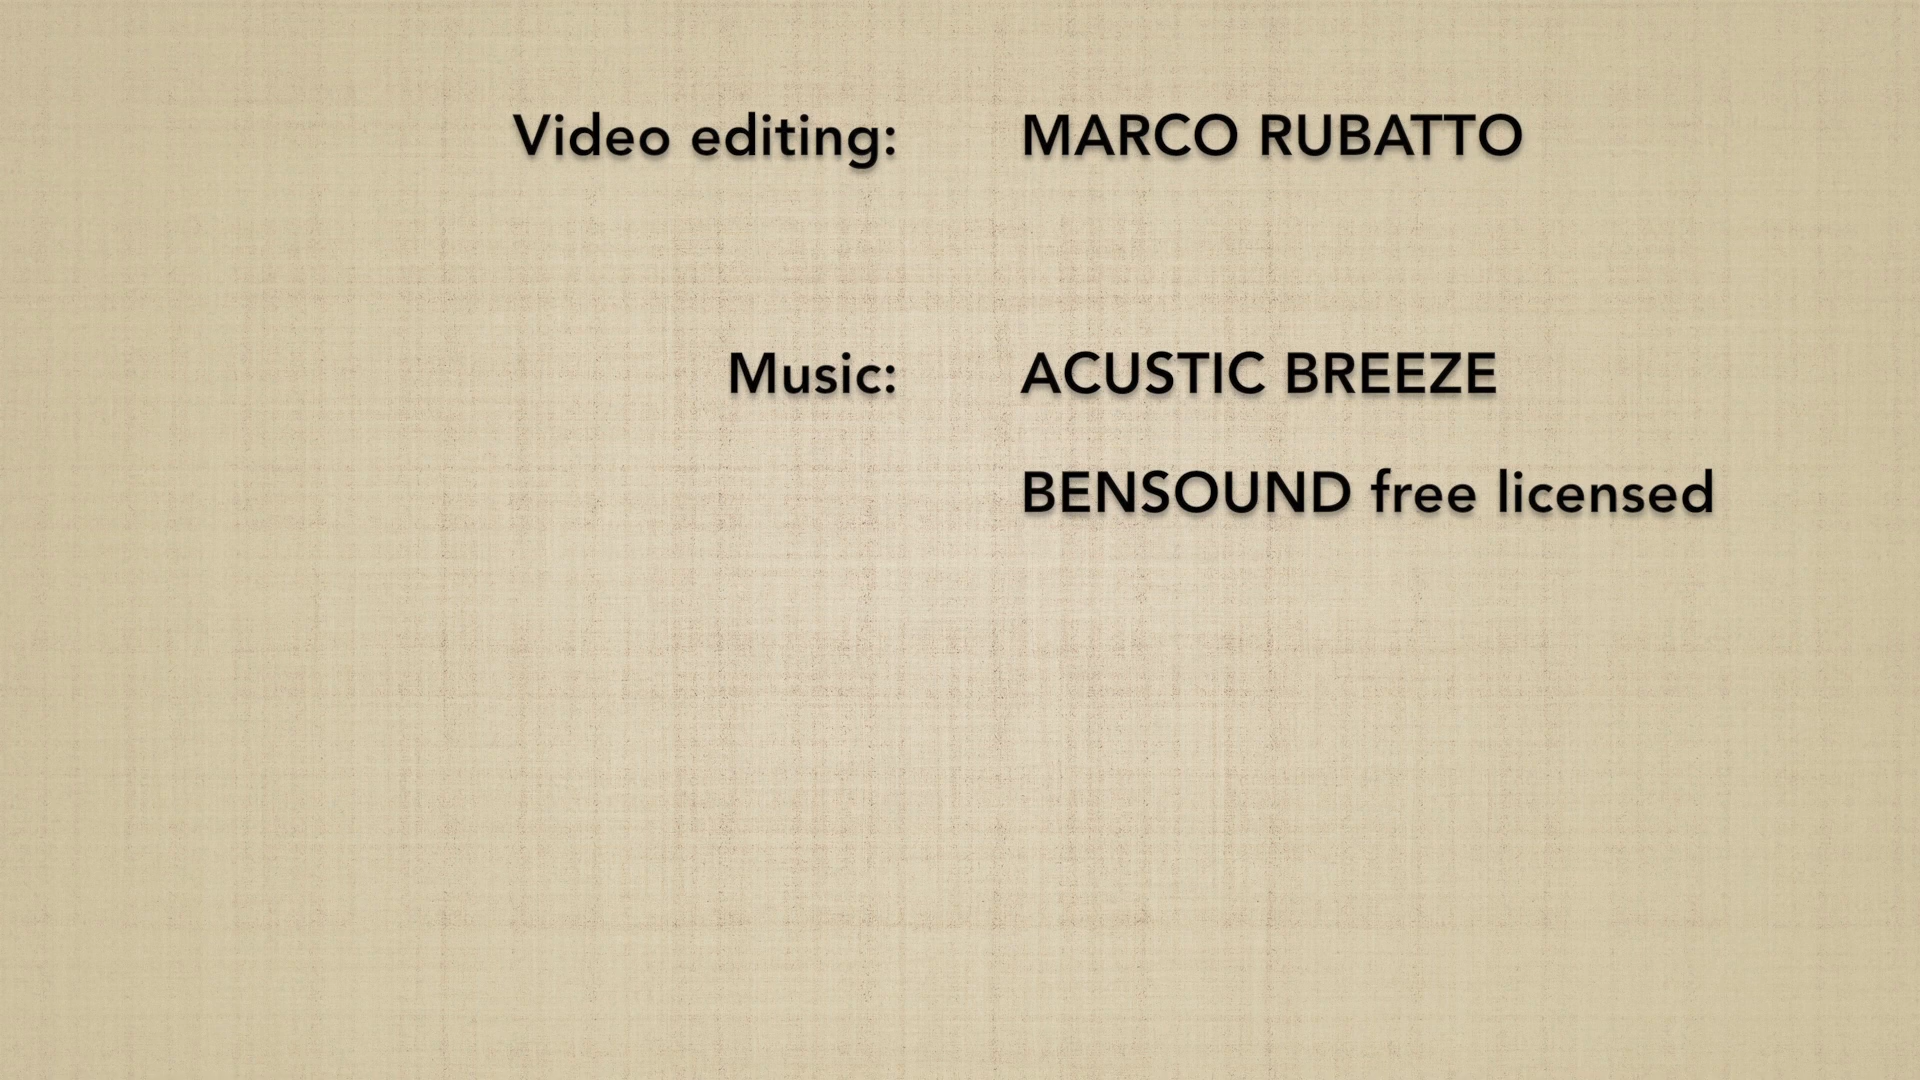 Video editing: MARCO RUBATTO
Music: ACUSTIC BREEZE
BENSOUND free licensed